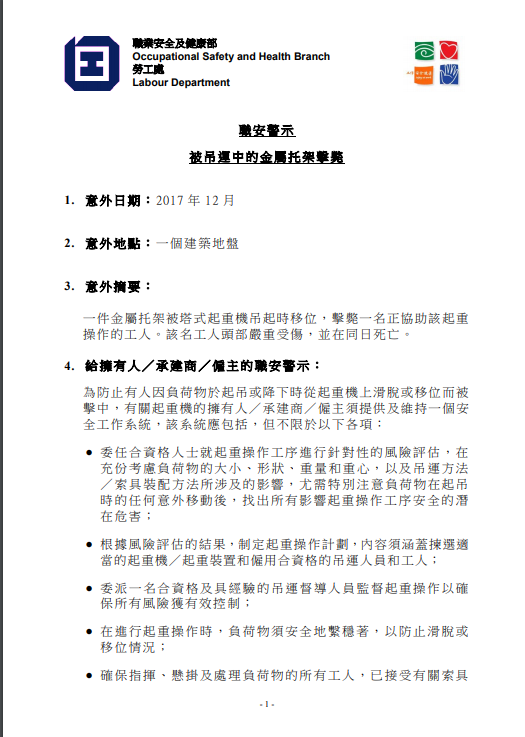 職業安全及健康部
Occupational Safety and Health Branch
勞工處
Labour Department
職安警示
被吊運中的金屬托架擊斃
1. 意外日期：2017 年 12 月
2. 意外地點：一個建築地盤
3. 意外摘要：
一件金屬托架被塔式起重機吊起時移位，擊斃一名正協助該起重
操作的工人。該名工人頭部嚴重受傷，並在同日死亡。
4. 給擁有人／承建商／僱主的職安警示：
為防止有人因負荷物於起吊或降下時從起重機上滑脫或移位而被
擊中，有關起重機的擁有人／承建商／僱主須提供及維持一個安
全工作系統，該系統應包括，但不限於以下各項：
● 委任合資格人士就起重操作工序進行針對性的風險評估，在
充份考慮負荷物的大小、形狀、重量和重心，以及吊運方法
／索具裝配方法所涉及的影響，尤需特別注意負荷物在起吊
時的任何意外移動後，找出所有影響起重操作工序安全的潛
在危害；
● 根據風險評估的結果，制定起重操作計劃，內容須涵蓋揀選適
當的起重機／起重裝置和僱用合資格的吊運人員和工人；
● 委派一名合資格及具經驗的吊運督導人員監督起重操作以確
保所有風險獲有效控制；
● 在進行起重操作時，負荷物須安全地繫穩著，以防止滑脫或
移位情況；
● 確保指揮、懸掛及處理負荷物的所有工人，已接受有關索具
- 1 -